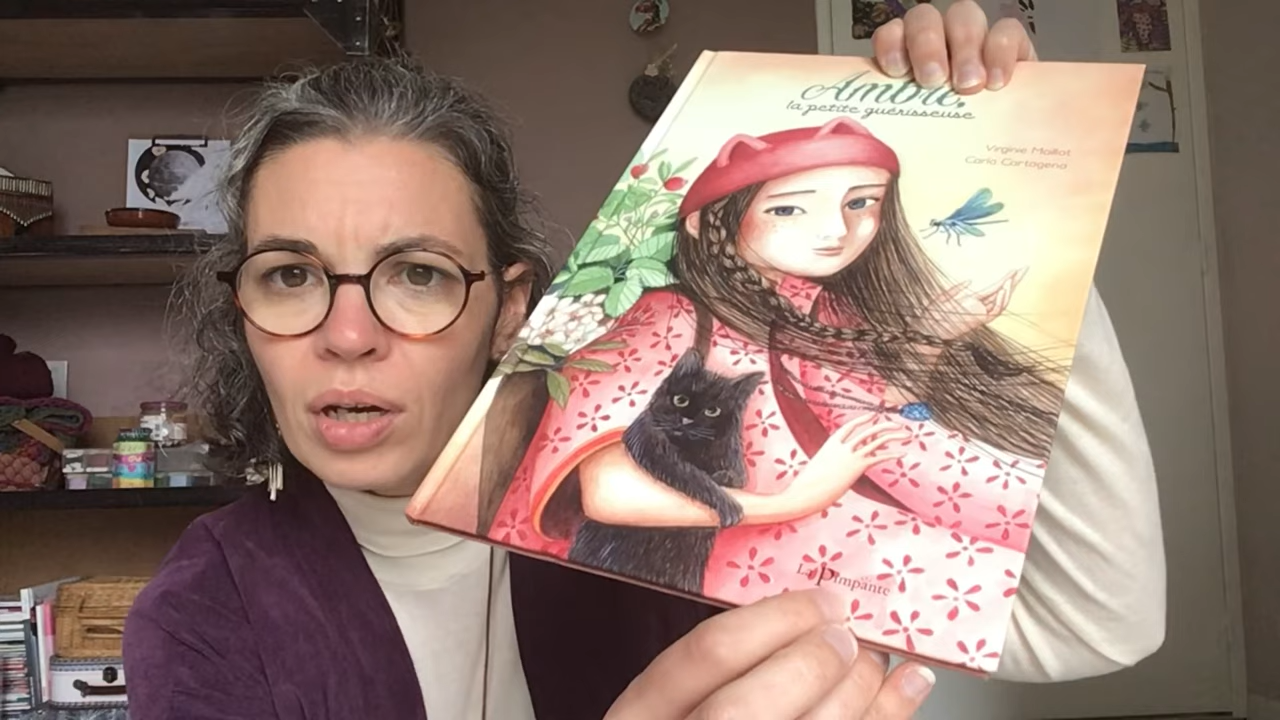 Ambre,
la petite guérisseuse
Virginie Maillot
Carla Cartagena
La Pimpante